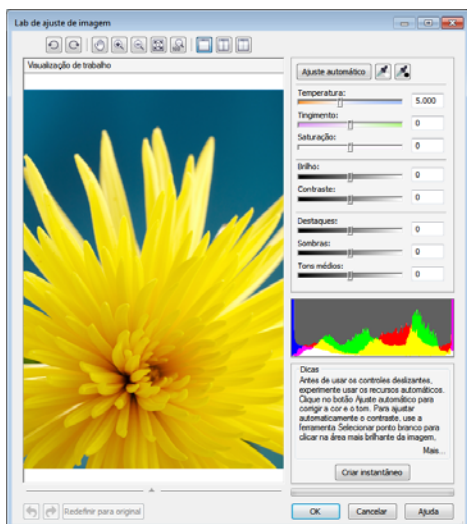 Lab de ajuste de imagem
Visualização de trabalho
Ajuste automático
Temperatura:
5.000
Tingimento:
0
Saturação:
0
Brilho:
0
Contraste:
0
Destaques:
0
Sombras:
0
Tons médios:
0
Dicas
Antes de usar os controles deslizantes,
experimente usar os recursos automáticos.
Clique no botão Ajuste automático para
corrigir a cor e o tom. Para ajustar
automaticamente o contraste, use a
ferramenta Selecionar ponto branco para
clicar na área mais brilhante da imagem,
Mais...
Criar instantâneo
Redefinir para original
OK
Cancelar
Ajuda